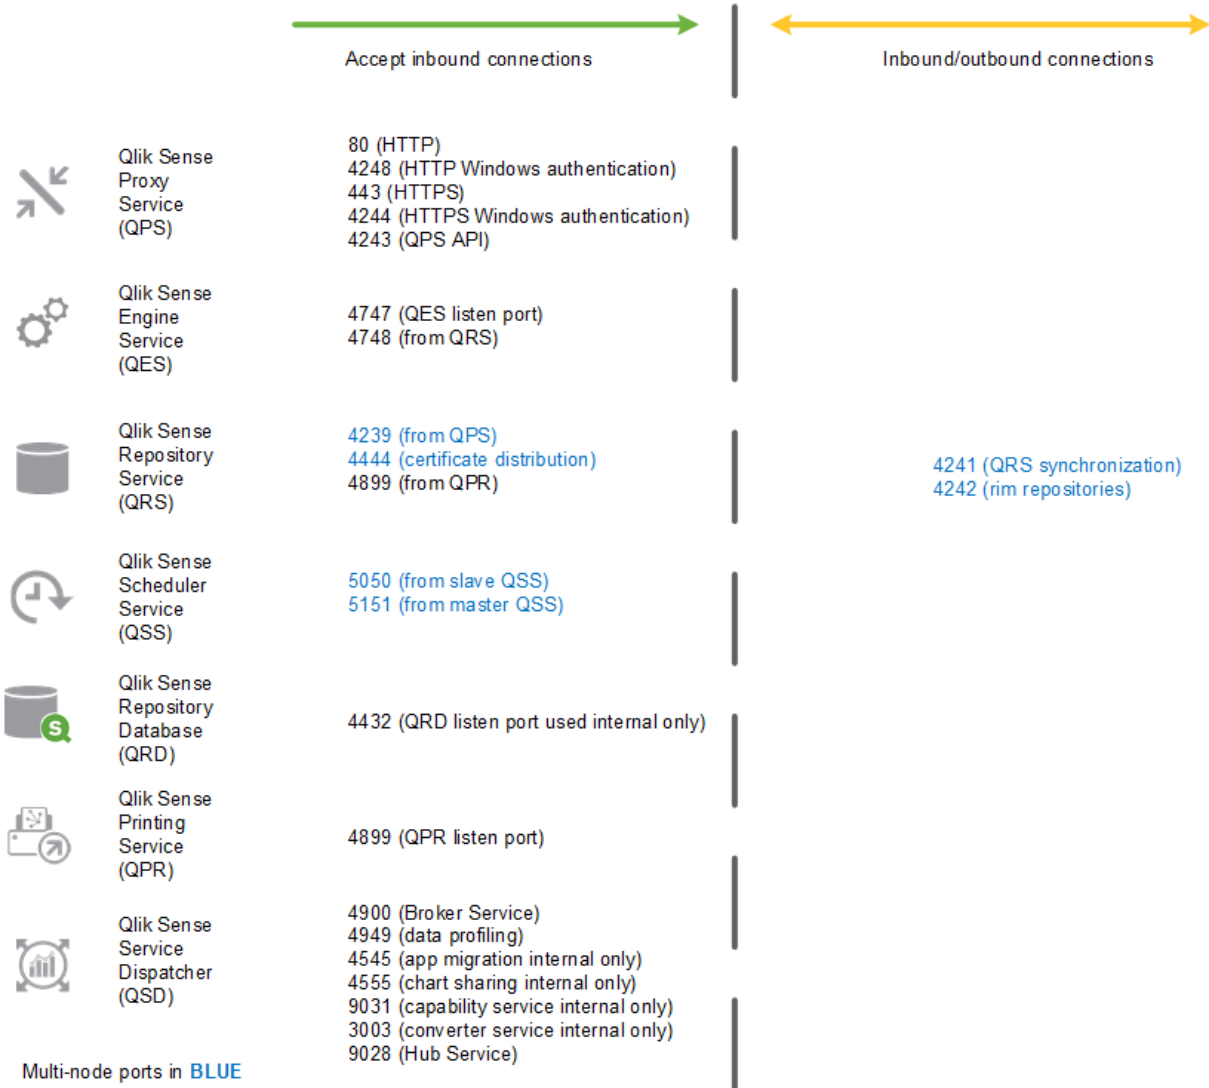 Accept inbound connections
Inbound/outbound connections
Qlik Sense
Proxy
Service
(QPS)
80 (HTTP)
4248 (HTTP Windows authentication)
443 (HTTPS)
4244 (HTTPS Windows authentication)
4243 (QPS API)
Qlik Sense
Engine
Service
(QES)
4747 (QES listen port)
4748 (from QRS)
Qlik Sense
Repository
Service
(QRS)
4239 (from QPS)
4444 (certificate distribution)
4899 (from QPR)
4241 (QRS synchronization)
4242 (rim repositories)
Qlik Sense
Scheduler
Service
(QSS)
5050 (from slave QSS)
5151 (from master QSS)
Qlik Sense
Repository
Database
(QRD)
S
4432 (QRD listen port used internal only)
Qlik Sense
Printing
Service
(QPR)
4899 (QPR listen port)
Qlik Sense
Service
Dispatcher
(QSD)
4900 (Broker Service)
4949 (data profiling)
4545 (app migration internal only)
4555 (chart sharing internal only)
9031 (capability service internal only)
3003 (converter service internal only)
9028 (Hub Service)
Multi-node ports in BLUE